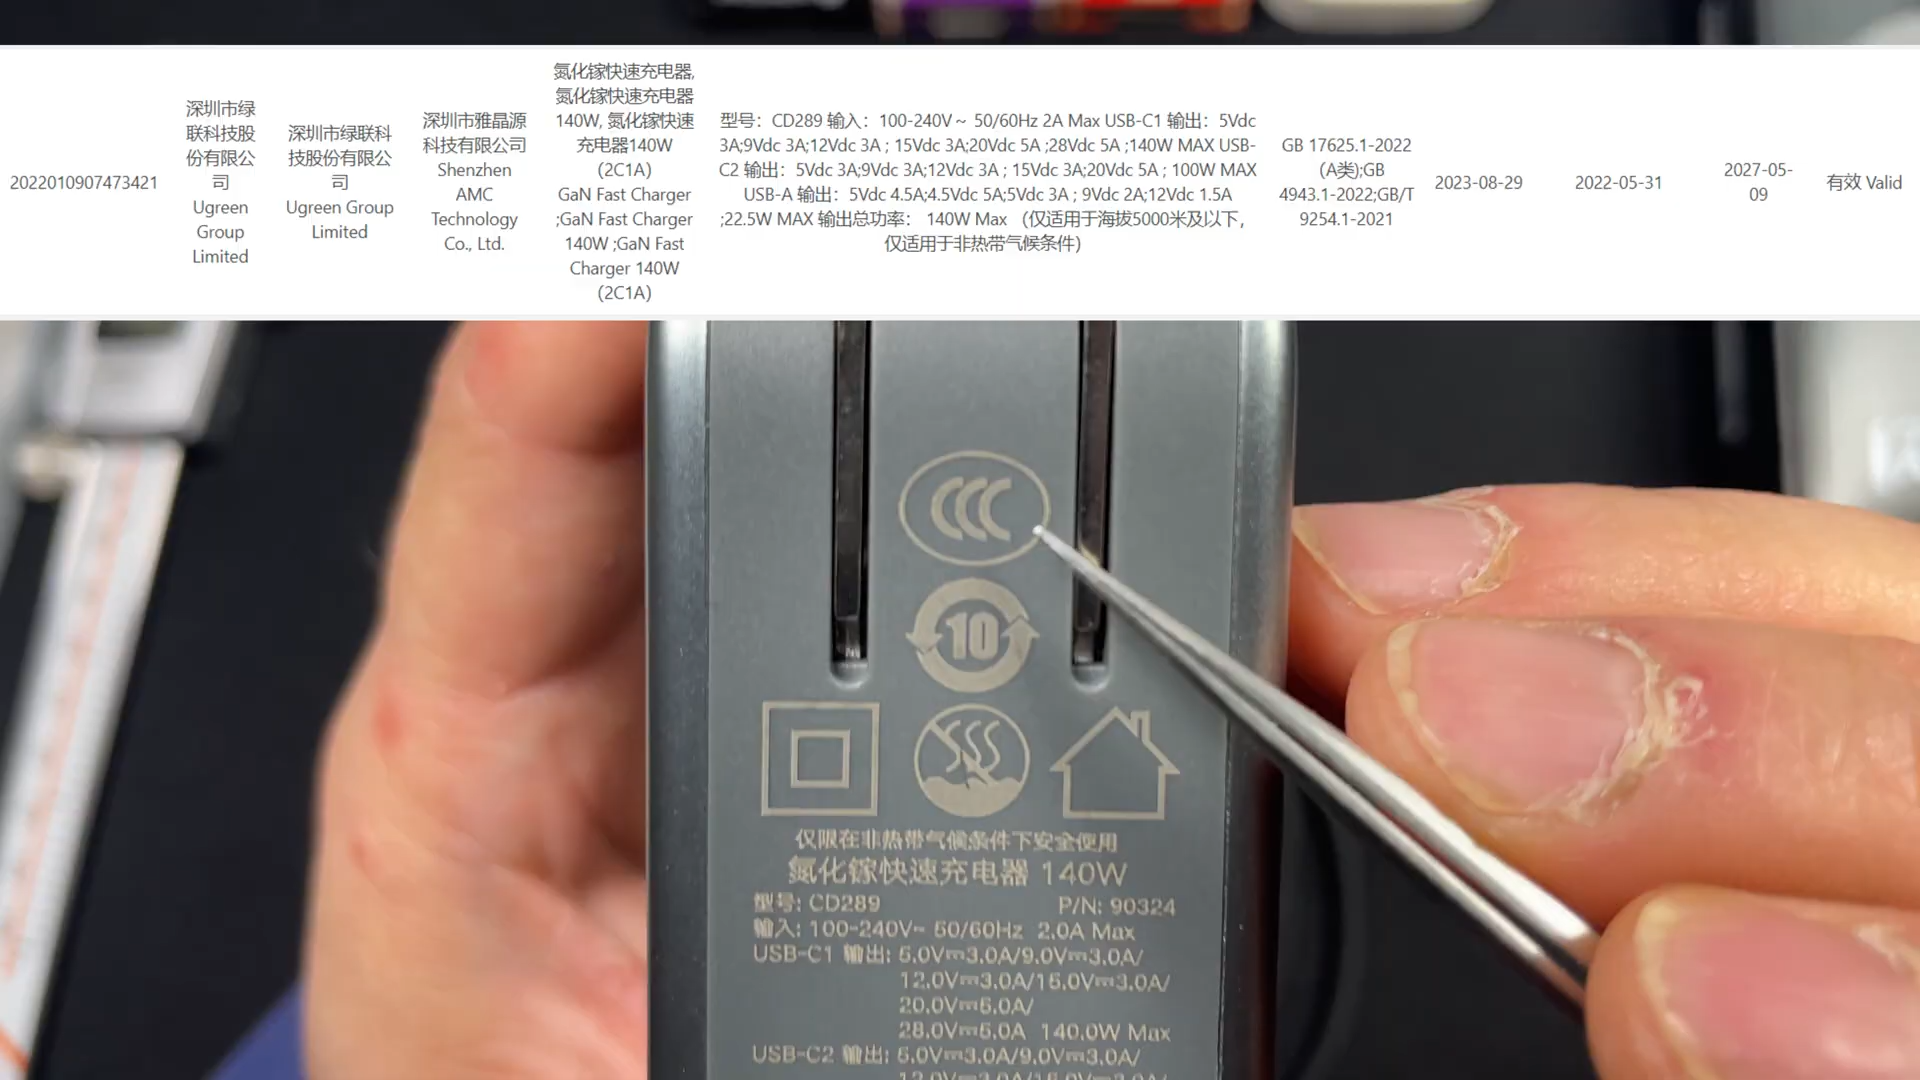 2022010907473421
深圳市绿
联科技股
份有限公
司
Ugreen
Group
Limited
深圳市绿联科
技股份有限公
司
Ugreen Group
Limited
深圳市雅晶源
科技有限公司
Shenzhen
AMC
Technology
Co., Ltd.
氮化镓快速充电器,
氮化镓快速充电器
140W, 氮化镓快速
充电器140W
(2C1A)
GaN Fast Charger
;GaN Fast Charger
140W ;GaN Fast
Charger 140W
(2C1A)
型号：CD289 输入：100-240V ~ 50/60Hz 2A Max USB-C1 输出：5Vdc
3A;9Vdc 3A;12Vdc 3A ; 15Vdc 3A;20Vdc 5A ;28Vdc 5A ;140W MAX USB-
C2 输出：5Vdc 3A;9Vdc 3A;12Vdc 3A ; 15Vdc 3A;20Vdc 5A ; 100W MAX
USB-A 输出：5Vdc 4.5A;4.5Vdc 5A;5Vdc 3A ; 9Vdc 2A;12Vdc 1.5A
;22.5W MAX 输出总功率： 140W Max （仅适用于海拔5000米及以下，
仅适用于非热带气候条件）
GB 17625.1-2022
(A类);GB
4943.1-2022;GB/T
9254.1-2021
2023-08-29
2022-05-31
2027-05-
09
有效 Valid
CCC
10
仅限在非热带气候条件下安全使用
氮化镓快速充电器 140W
型号: CD289 P/N: 90324
输入: 100-240V~ 50/60Hz 2.0A Max
USB-C1 输出: 5.0V⎓3.0A/9.0V⎓3.0A/
12.0V⎓3.0A/15.0V⎓3.0A/
20.0V⎓5.0A/
28.0V⎓5.0A 140.0W Max
USB-C2 输出: 5.0V⎓3.0A/9.0V⎓3.0A/
12.0V⎓3.0A/15.0V⎓3.0A/